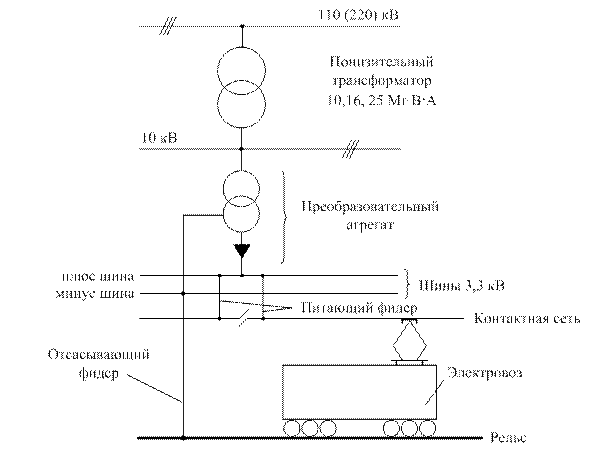 110 (220) кВ
Понизительный
трансформатор
10,16, 25 Мг В·А
10 кВ
Преобразовательный
агрегат
плюс шина
минус шина
Шины 3,3 кВ
Питающий фидер
Контактная сеть
Отсасывающий
фидер
Электровоз
Рельс